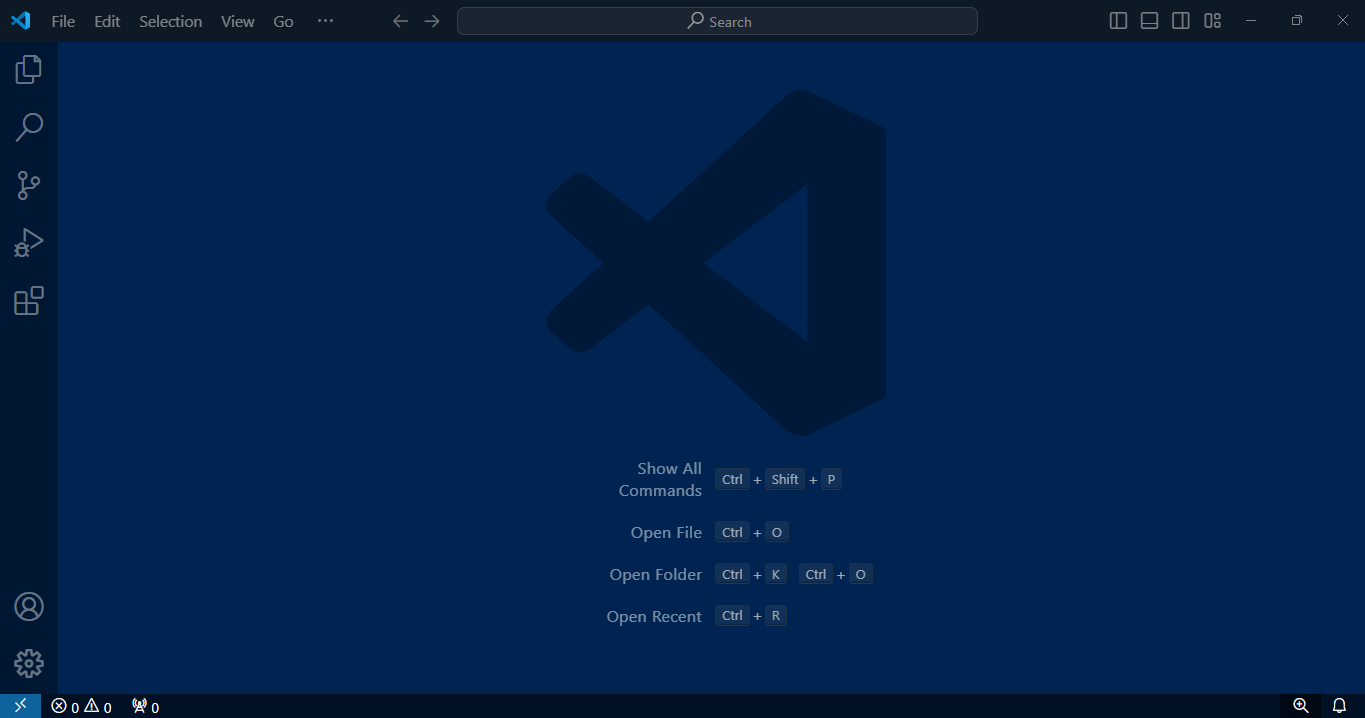 File Edit Selection View Go ···
Search
Show All
Commands
Ctrl + Shift + P
Open File Ctrl + O
Open Folder Ctrl + K Ctrl + O
Open Recent Ctrl + R
0 0 0